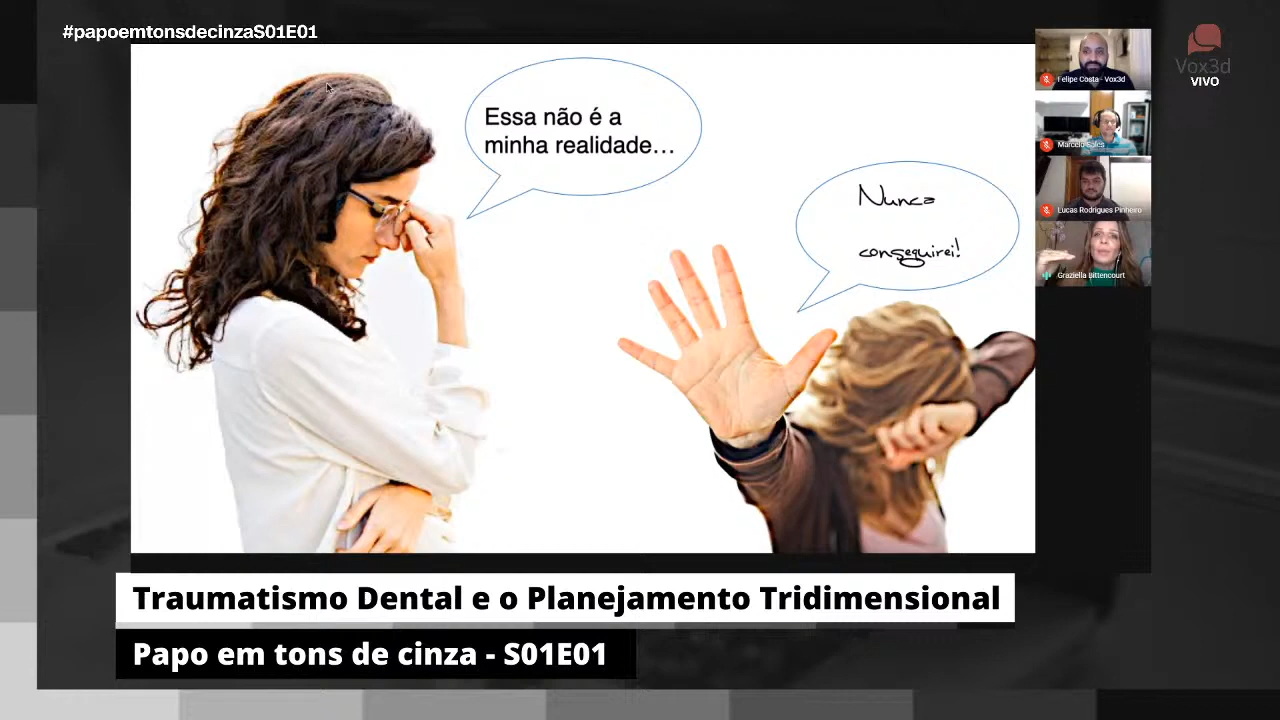 #papoemtonsdecinzaS01E01
Essa não é a
minha realidade...
Nunca
conseguirei!
Felipe Costa - Vox3d
Marcelo Sales
Lucas Rodrigues Pinheiro
Graziella Bittencourt
Vox3d
VIVO
Traumatismo Dental e o Planejamento Tridimensional
Papo em tons de cinza - S01E01